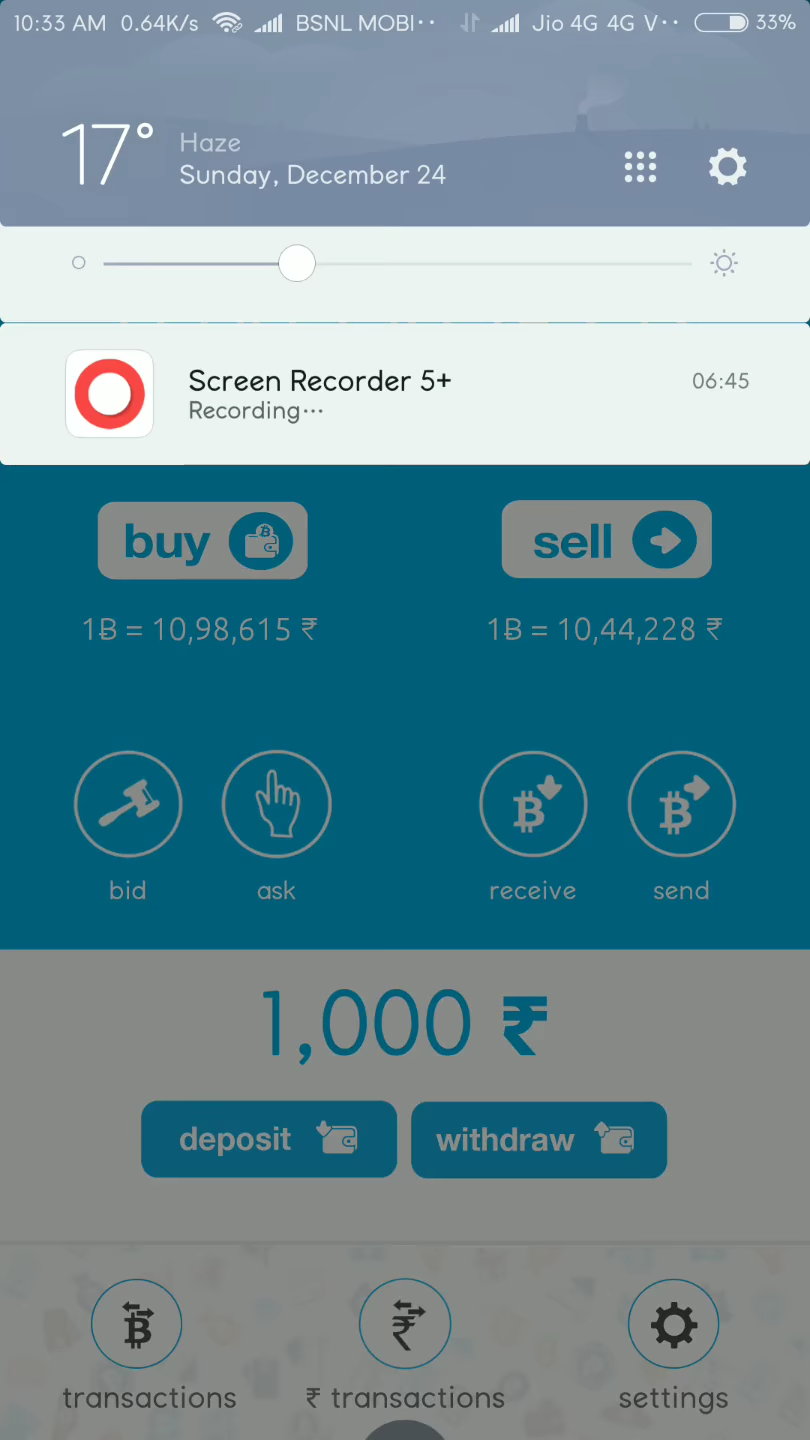 10:33 AM 0.64K/s BSNL MOBI·· Jio 4G 4G V·· 33%
17° Haze
Sunday, December 24
Screen Recorder 5+ 06:45
Recording···
buy sell
1Ƀ = 10,98,615 ₹ 1Ƀ = 10,44,228 ₹
bid ask receive send
1,000 ₹
deposit withdraw
transactions ₹ transactions settings